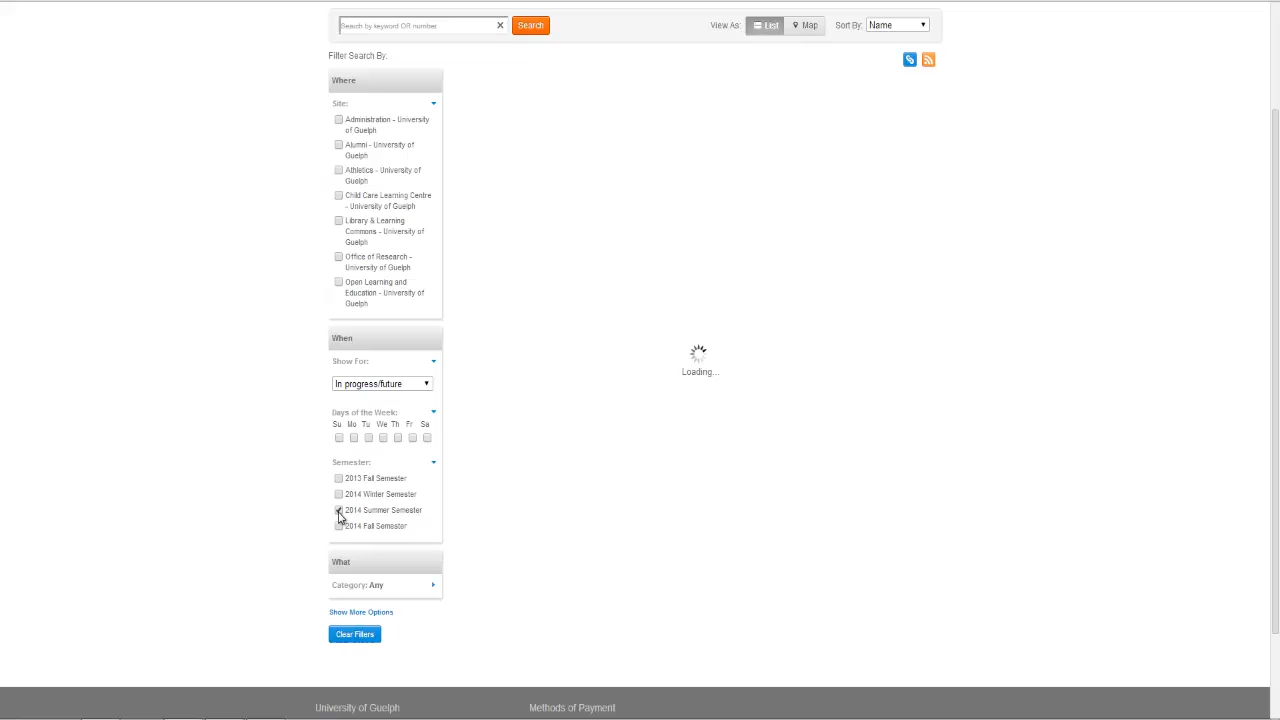 Search by keyword OR number
Search
View As:
List
Map
Sort By:
Name
Filter Search By:
Where
Site:
Administration - University
of Guelph
Alumni - University of
Guelph
Athletics - University of
Guelph
Child Care Learning Centre
- University of Guelph
Library & Learning
Commons - University of
Guelph
Office of Research -
University of Guelph
Open Learning and
Education - University of
Guelph
When
Show For:
In progress/future
Days of the Week:
Su Mo Tu We Th Fr Sa
Semester:
2013 Fall Semester
2014 Winter Semester
2014 Summer Semester
2014 Fall Semester
What
Category: Any
Show More Options
Clear Filters
Loading...
University of Guelph
Methods of Payment